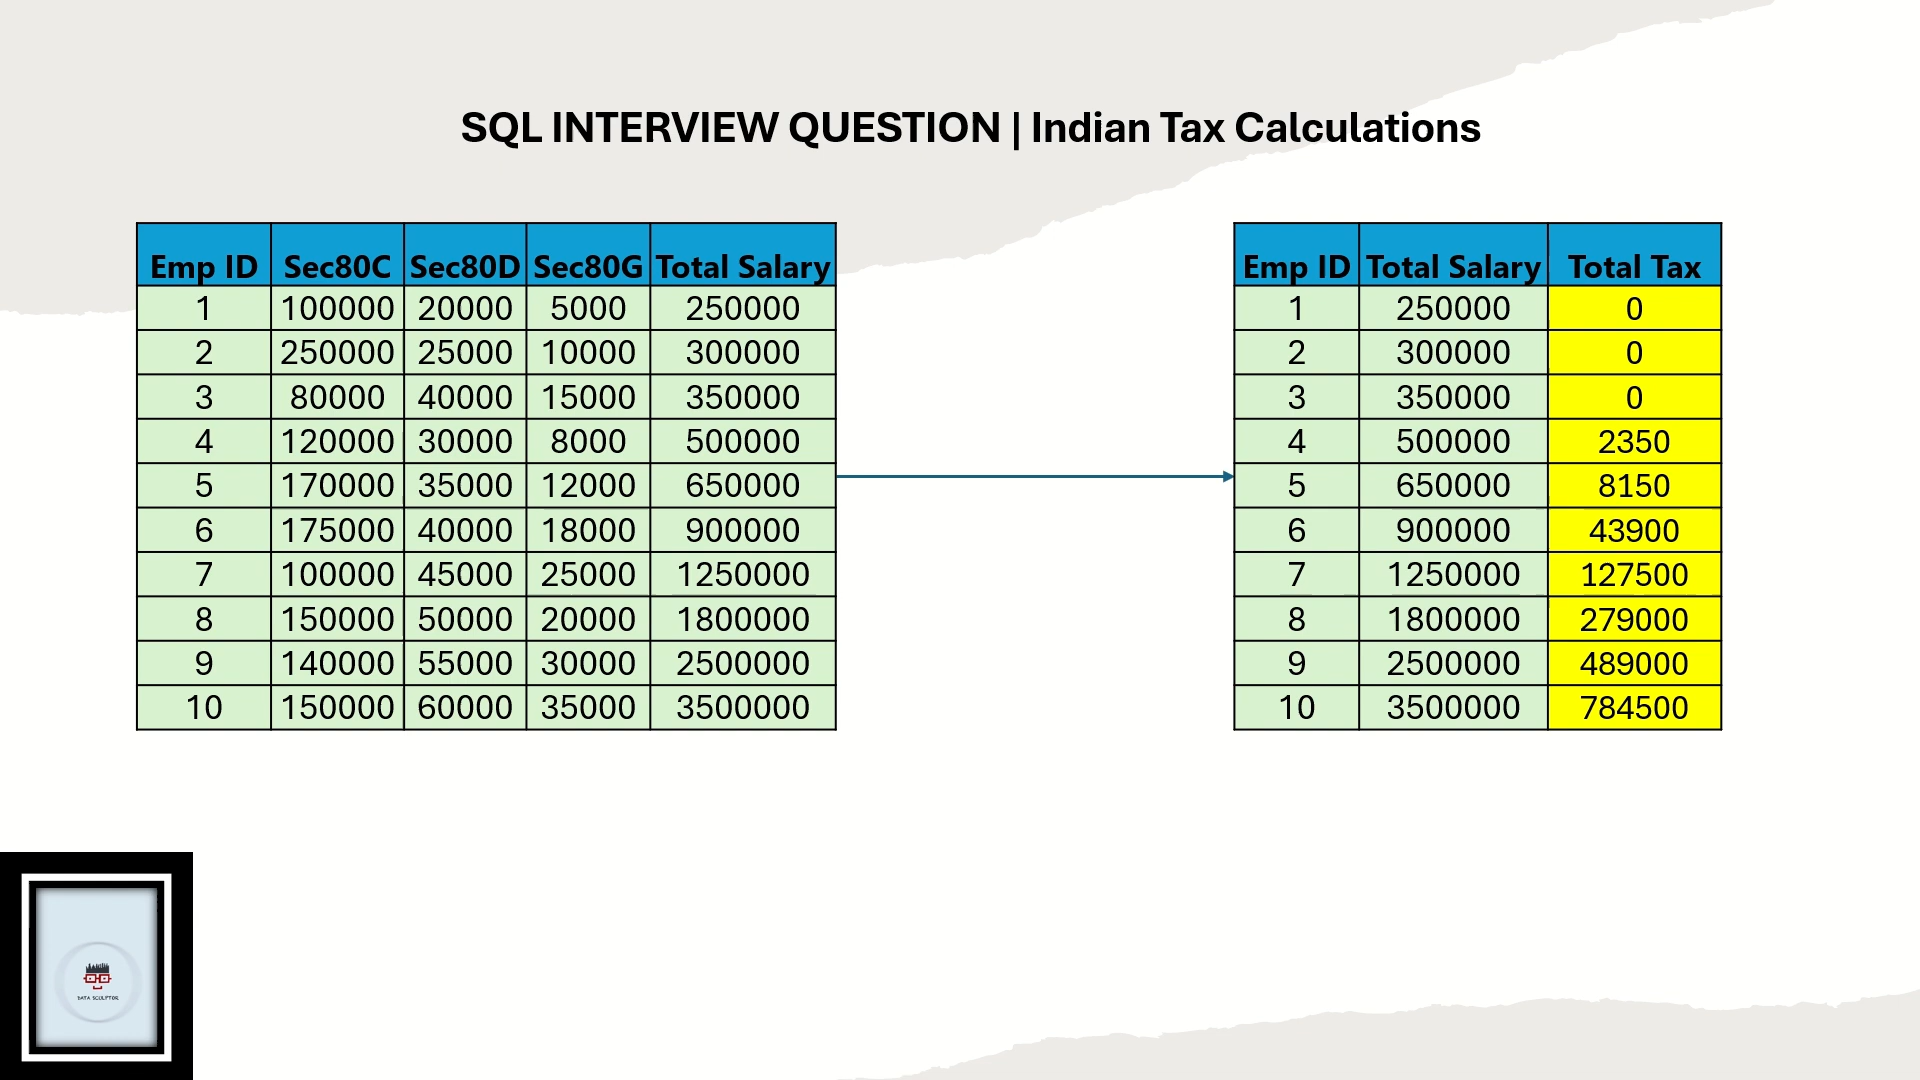 SQL INTERVIEW QUESTION | Indian Tax Calculations
Emp ID Sec80C Sec80D Sec80G Total Salary
1 100000 20000 5000 250000
2 250000 25000 10000 300000
3 80000 40000 15000 350000
4 120000 30000 8000 500000
5 170000 35000 12000 650000
6 175000 40000 18000 900000
7 100000 45000 25000 1250000
8 150000 50000 20000 1800000
9 140000 55000 30000 2500000
10 150000 60000 35000 3500000
Emp ID Total Salary Total Tax
1 250000 0
2 300000 0
3 350000 0
4 500000 2350
5 650000 8150
6 900000 43900
7 1250000 127500
8 1800000 279000
9 2500000 489000
10 3500000 784500
DATA SCULPTOR